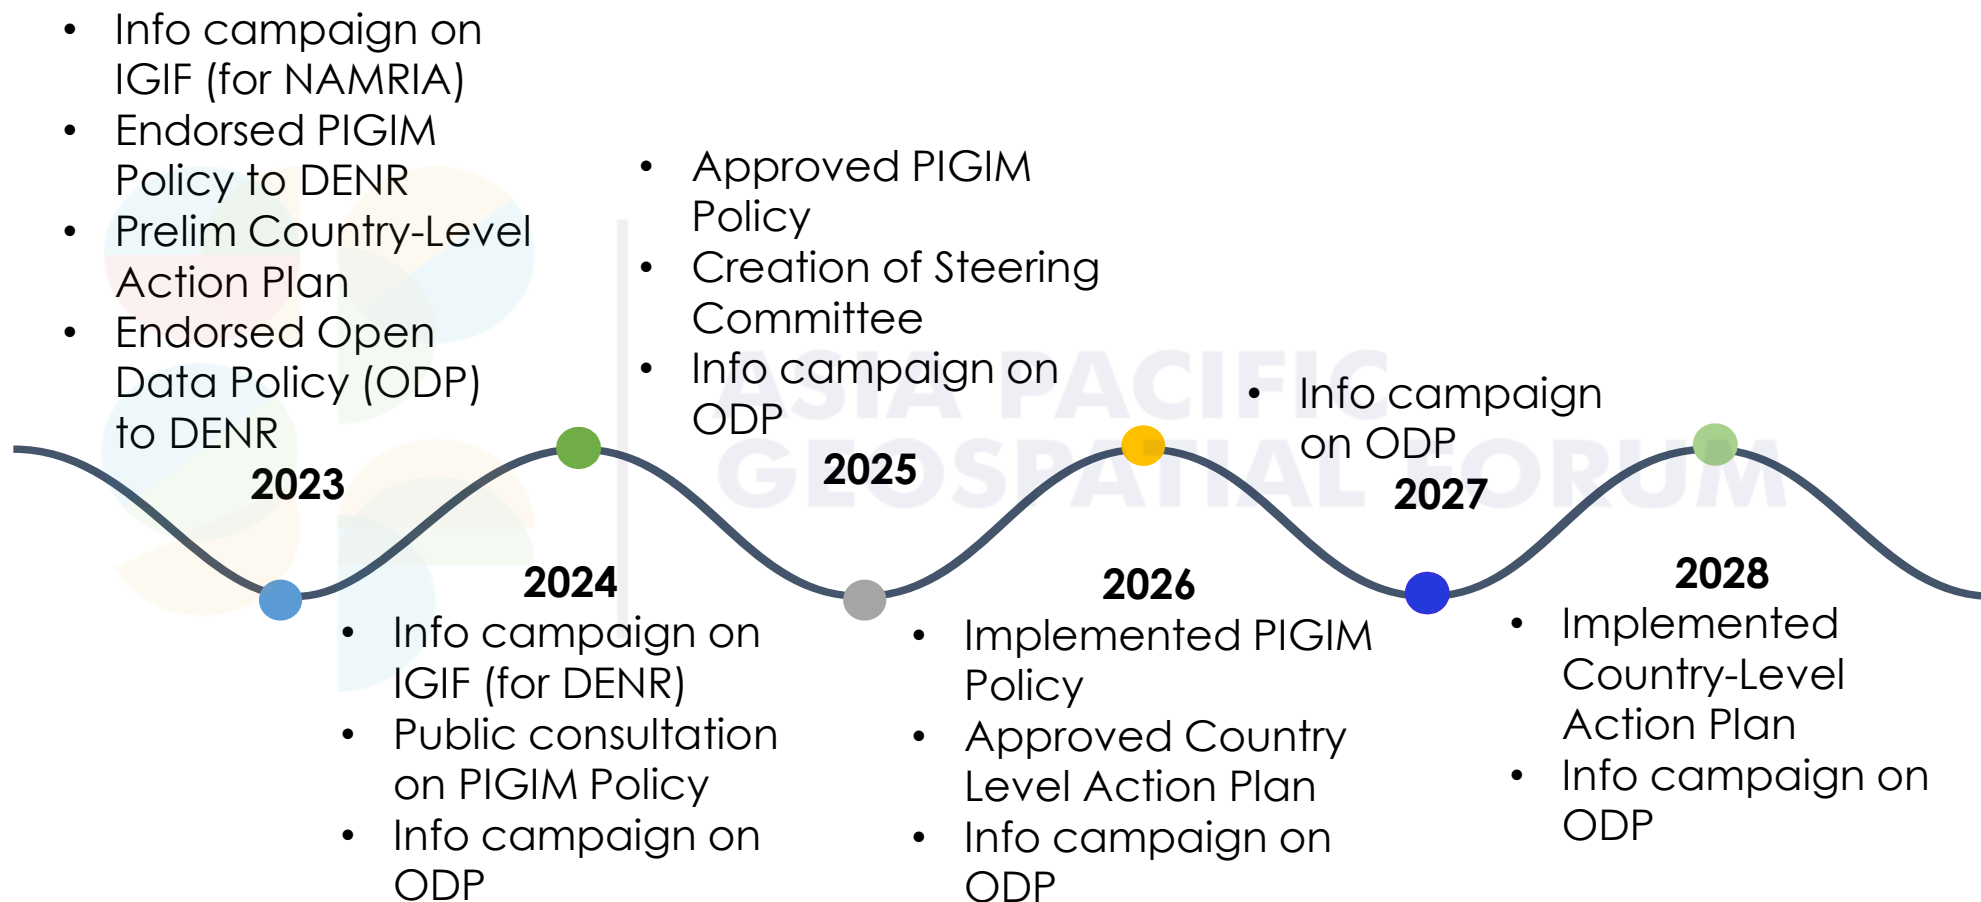 • Info campaign on
IGIF (for NAMRIA)
• Endorsed PIGIM
Policy to DENR
• Prelim Country-Level
Action Plan
• Endorsed Open
Data Policy (ODP)
to DENR
2023
2024
• Info campaign on
IGIF (for DENR)
• Public consultation
on PIGIM Policy
• Info campaign on
ODP
• Approved PIGIM
Policy
• Creation of Steering
Committee
• Info campaign on
ODP
2025
2026
• Implemented PIGIM
Policy
• Approved Country
Level Action Plan
• Info campaign on
ODP
• Info campaign
on ODP
2027
2028
• Implemented
Country-Level
Action Plan
• Info campaign on
ODP
ASIA PACIFIC
GEOSPATIAL FORUM